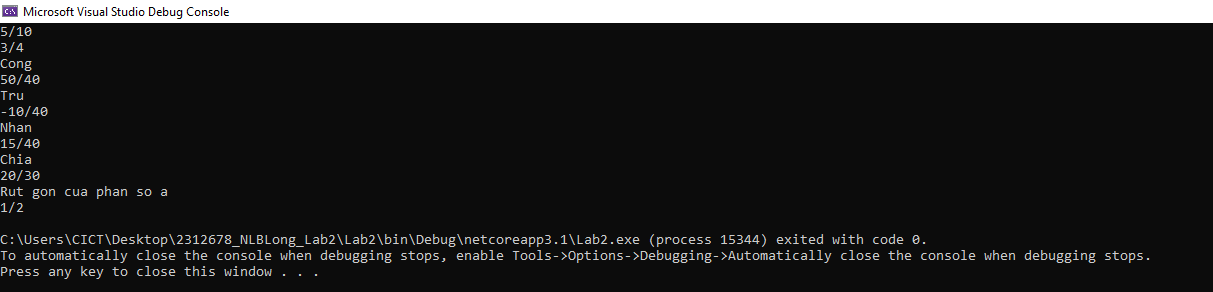 Microsoft Visual Studio Debug Console
5/10
3/4
Cong
50/40
Tru
-10/40
Nhan
15/40
Chia
20/30
Rut gon cua phan so a
1/2
C:\Users\CICT\Desktop\2312678_NLBLong_Lab2\Lab2\bin\Debug\netcoreapp3.1\Lab2.exe (process 15344) exited with code 0.
To automatically close the console when debugging stops, enable Tools->Options->Debugging->Automatically close the console when debugging stops.
Press any key to close this window . . .